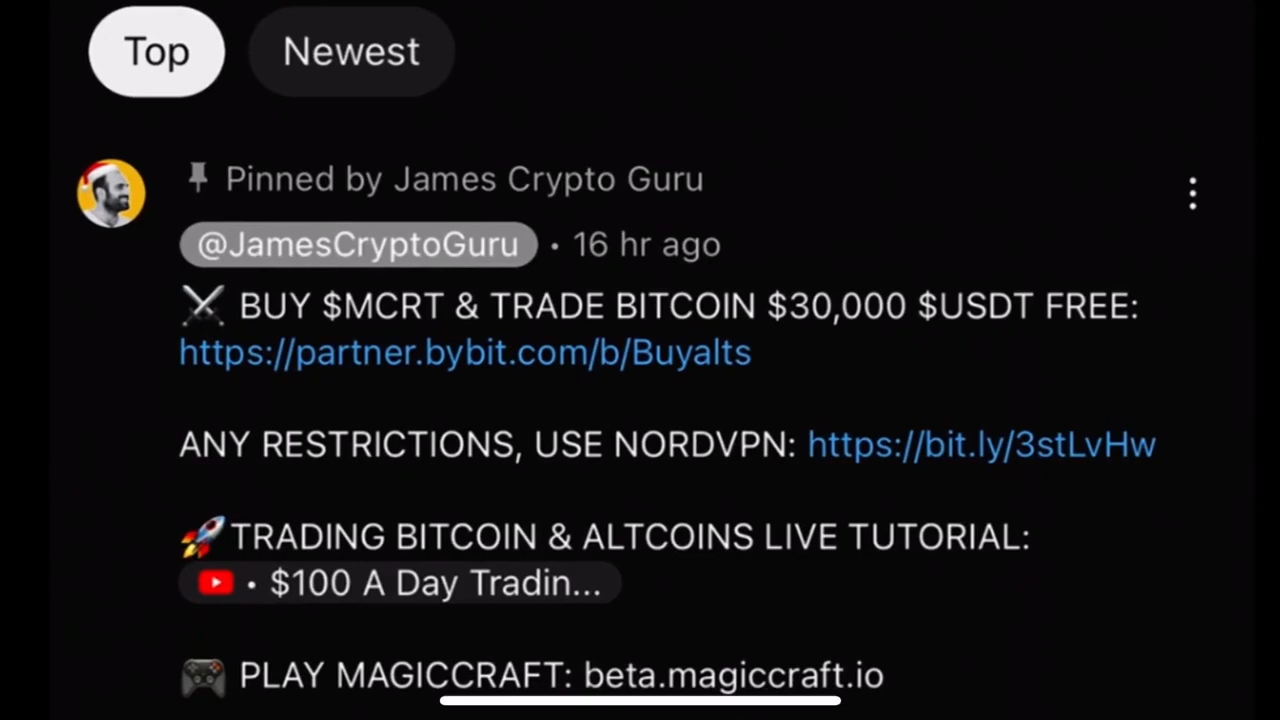 Top Newest
Pinned by James Crypto Guru
@JamesCryptoGuru • 16 hr ago
⚔️ BUY $MCRT & TRADE BITCOIN $30,000 $USDT FREE:
https://partner.bybit.com/b/Buyalts
ANY RESTRICTIONS, USE NORDVPN: https://bit.ly/3stLvHw
🚀TRADING BITCOIN & ALTCOINS LIVE TUTORIAL:
• $100 A Day Tradin...
🎮 PLAY MAGICCRAFT: beta.magiccraft.io